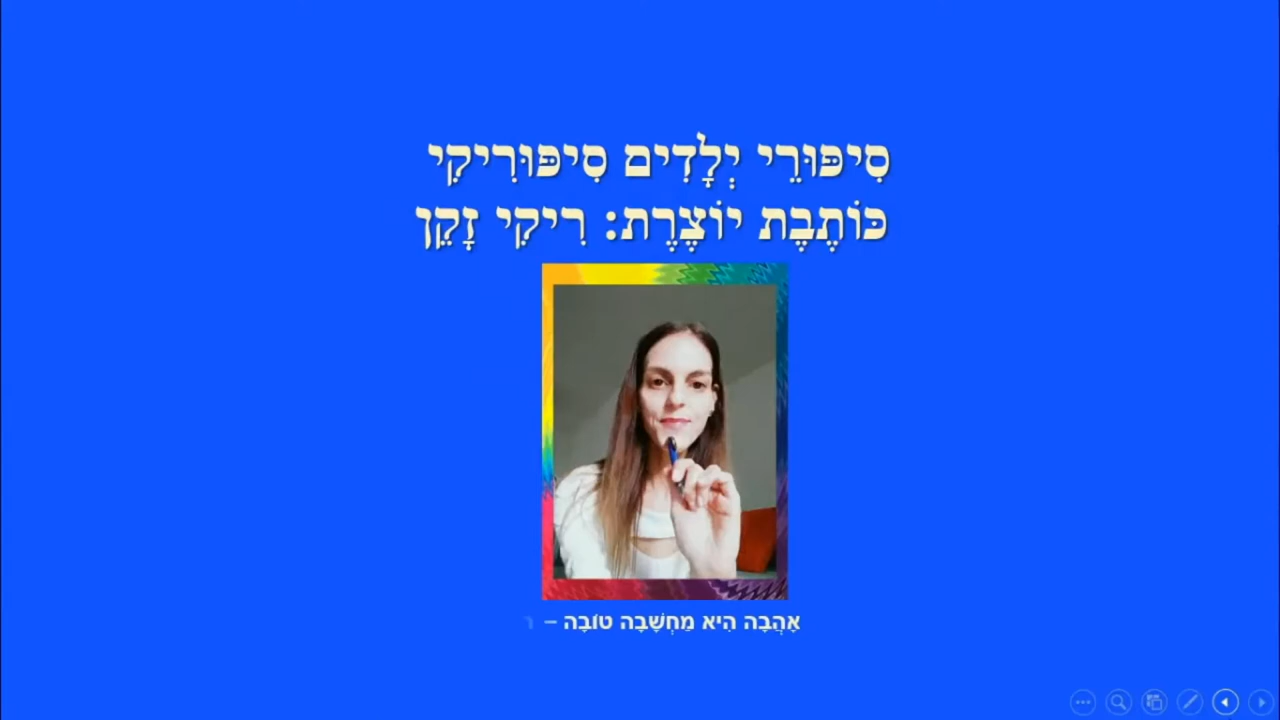 סִיפּוּרֵי יְלָדִים סִיפּוּרִיקִי
כּוֹתֶבֶת יוֹצֶרֶת: רִיקִי זָקֵן
אָהֲבָה הִיא מַחְשָׁבָה טוֹבָה –